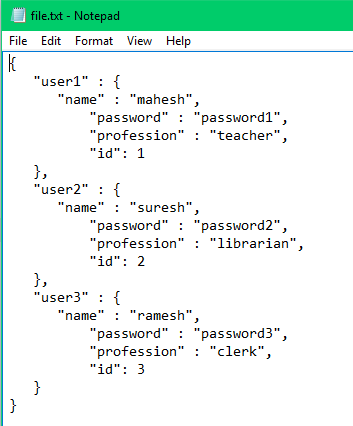 file.txt - Notepad
File Edit Format View Help
{
   "user1" : {
      "name" : "mahesh",
          "password" : "password1",
          "profession" : "teacher",
          "id": 1
   },
   "user2" : {
      "name" : "suresh",
          "password" : "password2",
          "profession" : "librarian",
          "id": 2
   },
   "user3" : {
      "name" : "ramesh",
          "password" : "password3",
          "profession" : "clerk",
          "id": 3
   }
}